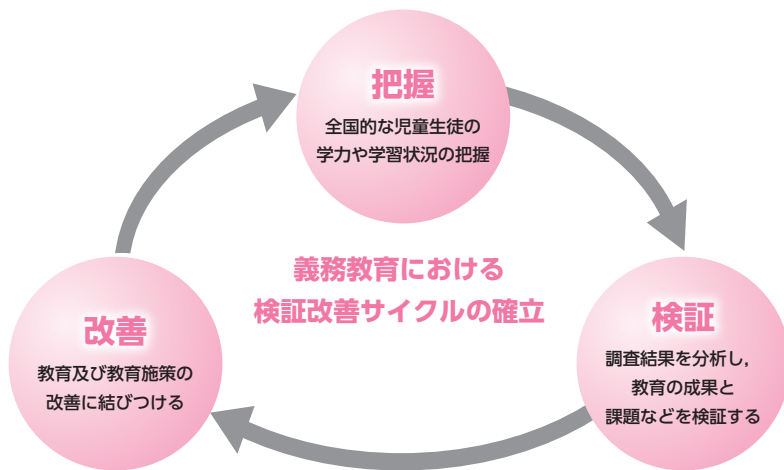 把握
全国的な児童生徒の
学力や学習状況の把握
義務教育における
検証改善サイクルの確立
改善
教育及び教育施策の
改善に結びつける
検証
調査結果を分析し,
教育の成果と
課題などを検証する